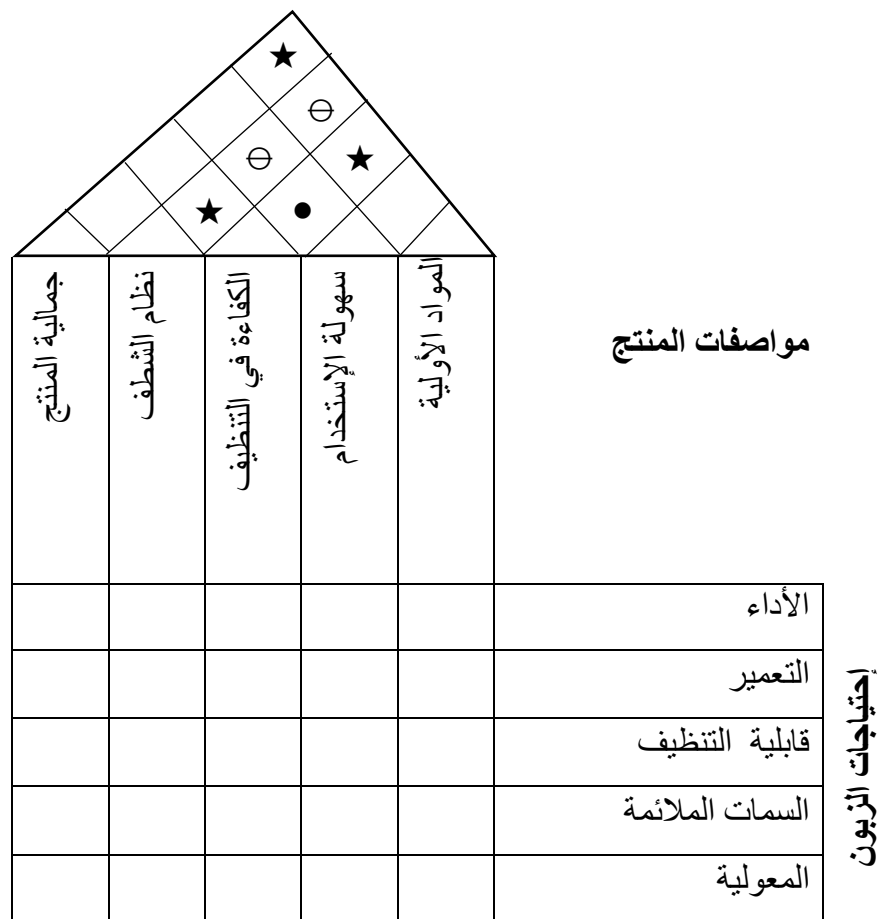 مواصفات المنتج
المواد الأولية
سهولة الإستخدام
الكفاءة في التنظيف
نظام الشطف
جمالية المنتج
إحتياجات الزبون
الأداء
التعمير
قابلية التنظيف
السمات الملائمة
المعولية